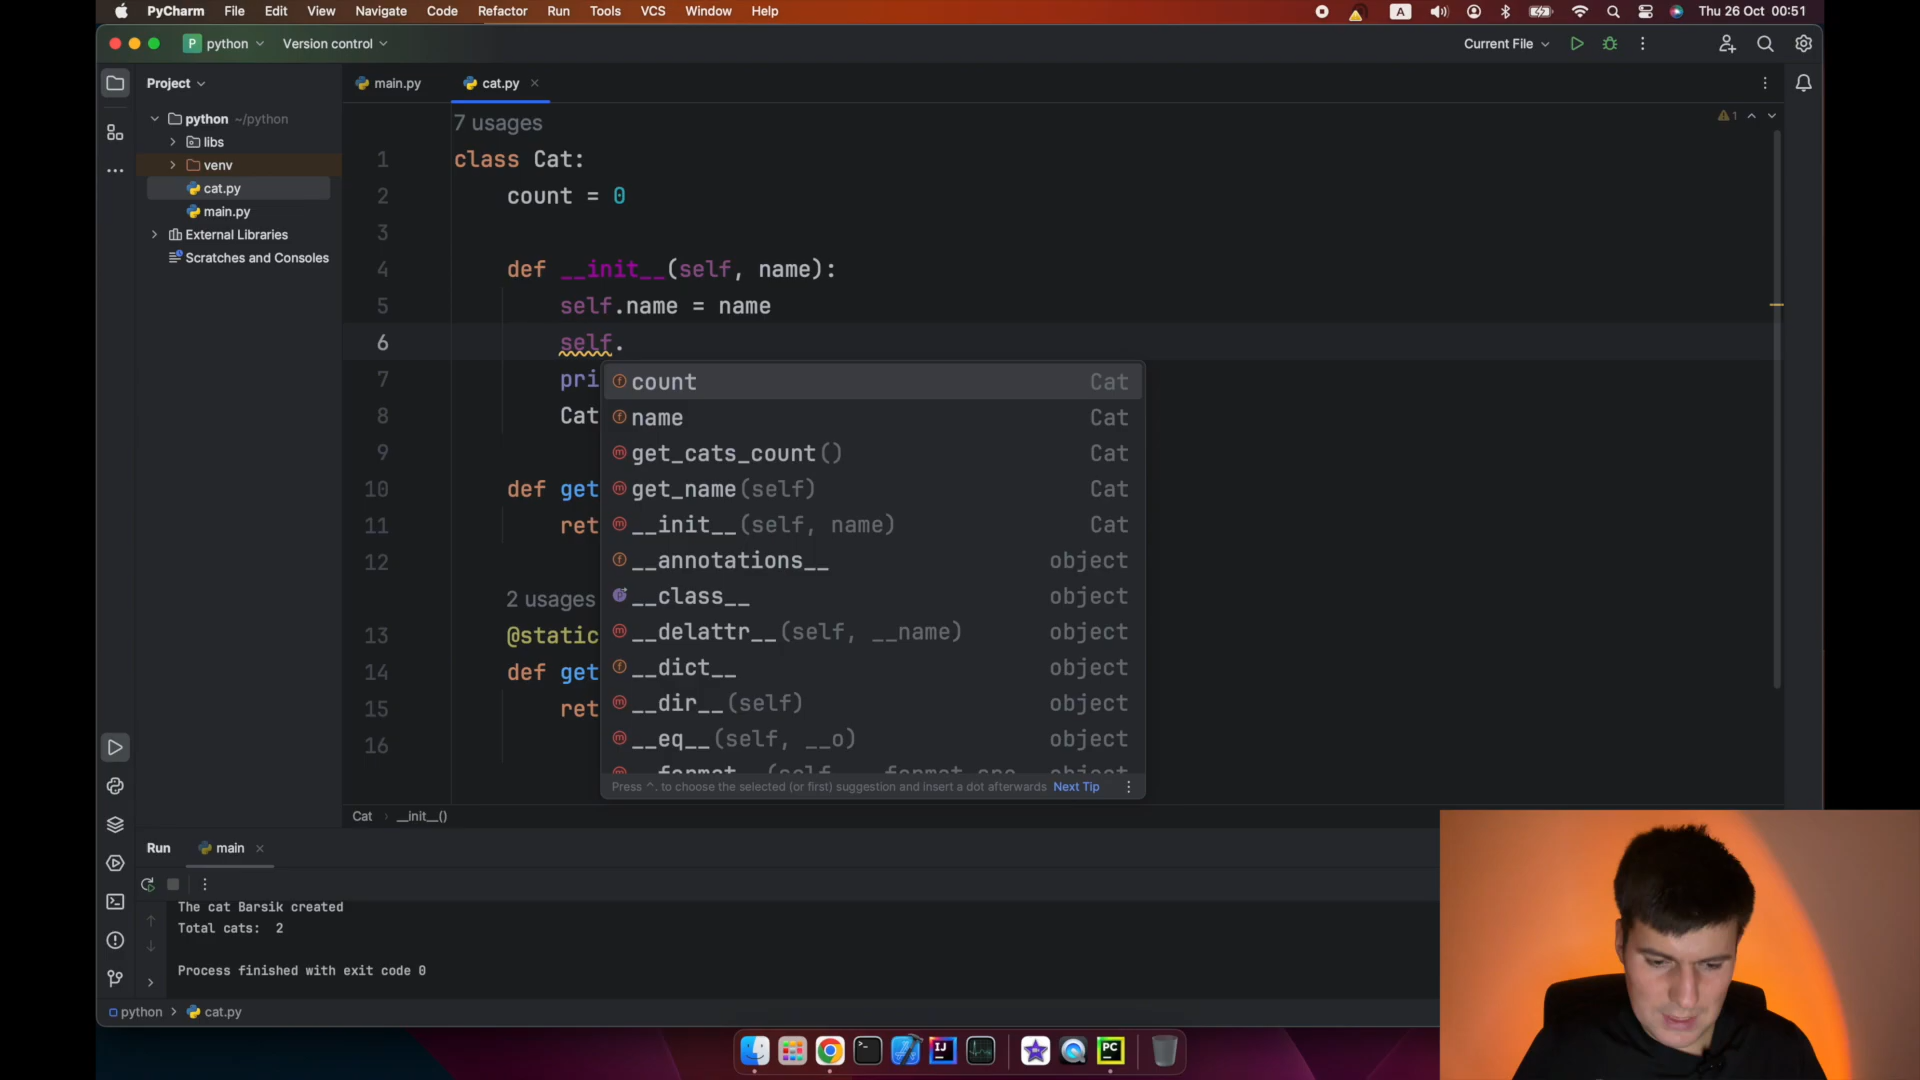 PyCharm File Edit View Navigate Code Refactor Run Tools VCS Window Help A Thu 26 Oct 00:51
P python Version control Current File
Project
main.py cat.py
python ~/python
libs
venv
cat.py
main.py
External Libraries
Scratches and Consoles
7 usages
1 class Cat:
2 count = 0
3
4 def __init__(self, name):
5 self.name = name
6 self.
7 pri
8 Cat
9
10 def get
11 ret
12
2 usages
13 @static
14 def get
15 ret
16
1
count Cat
name Cat
get_cats_count() Cat
get_name(self) Cat
__init__(self, name) Cat
__annotations__ object
__class__ object
__delattr__(self, __name) object
__dict__ object
__dir__(self) object
__eq__(self, __o) object
Press ^. to choose the selected (or first) suggestion and insert a dot afterwards Next Tip
Cat __init__()
Run main
The cat Barsik created
Total cats: 2
Process finished with exit code 0
python cat.py
IJ PC